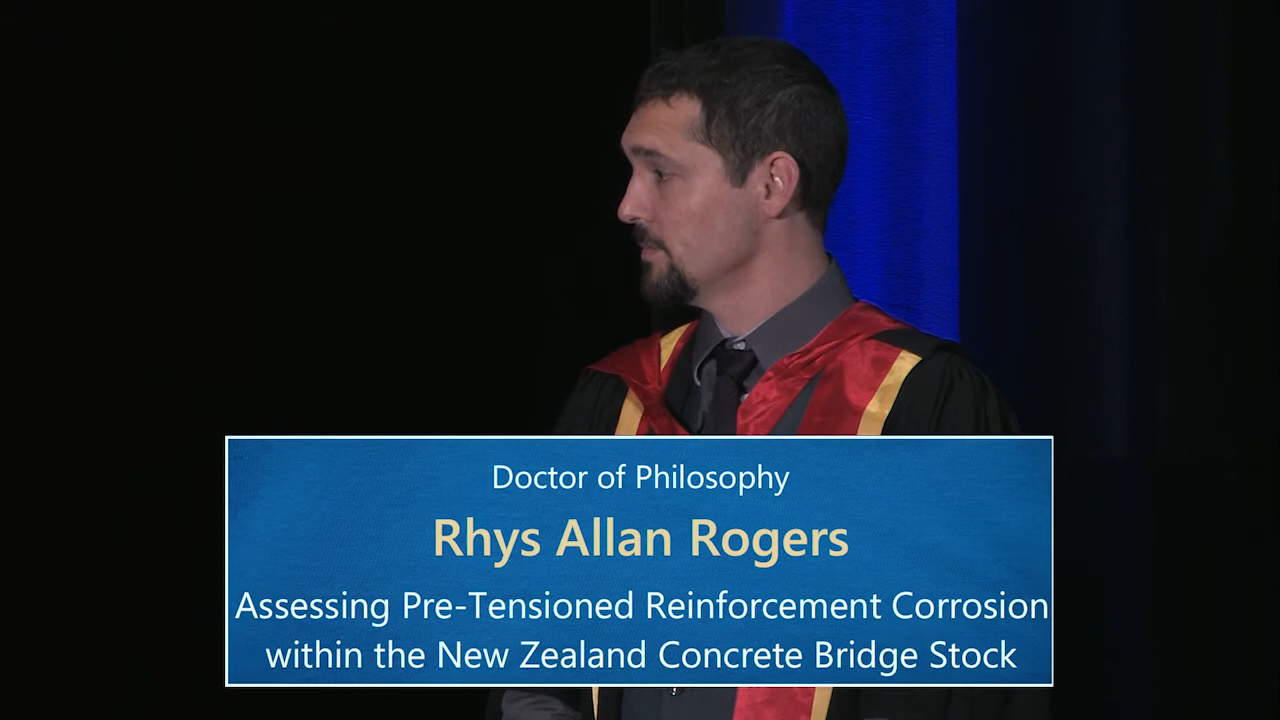 Doctor of Philosophy
Rhys Allan Rogers
Assessing Pre-Tensioned Reinforcement Corrosion
within the New Zealand Concrete Bridge Stock